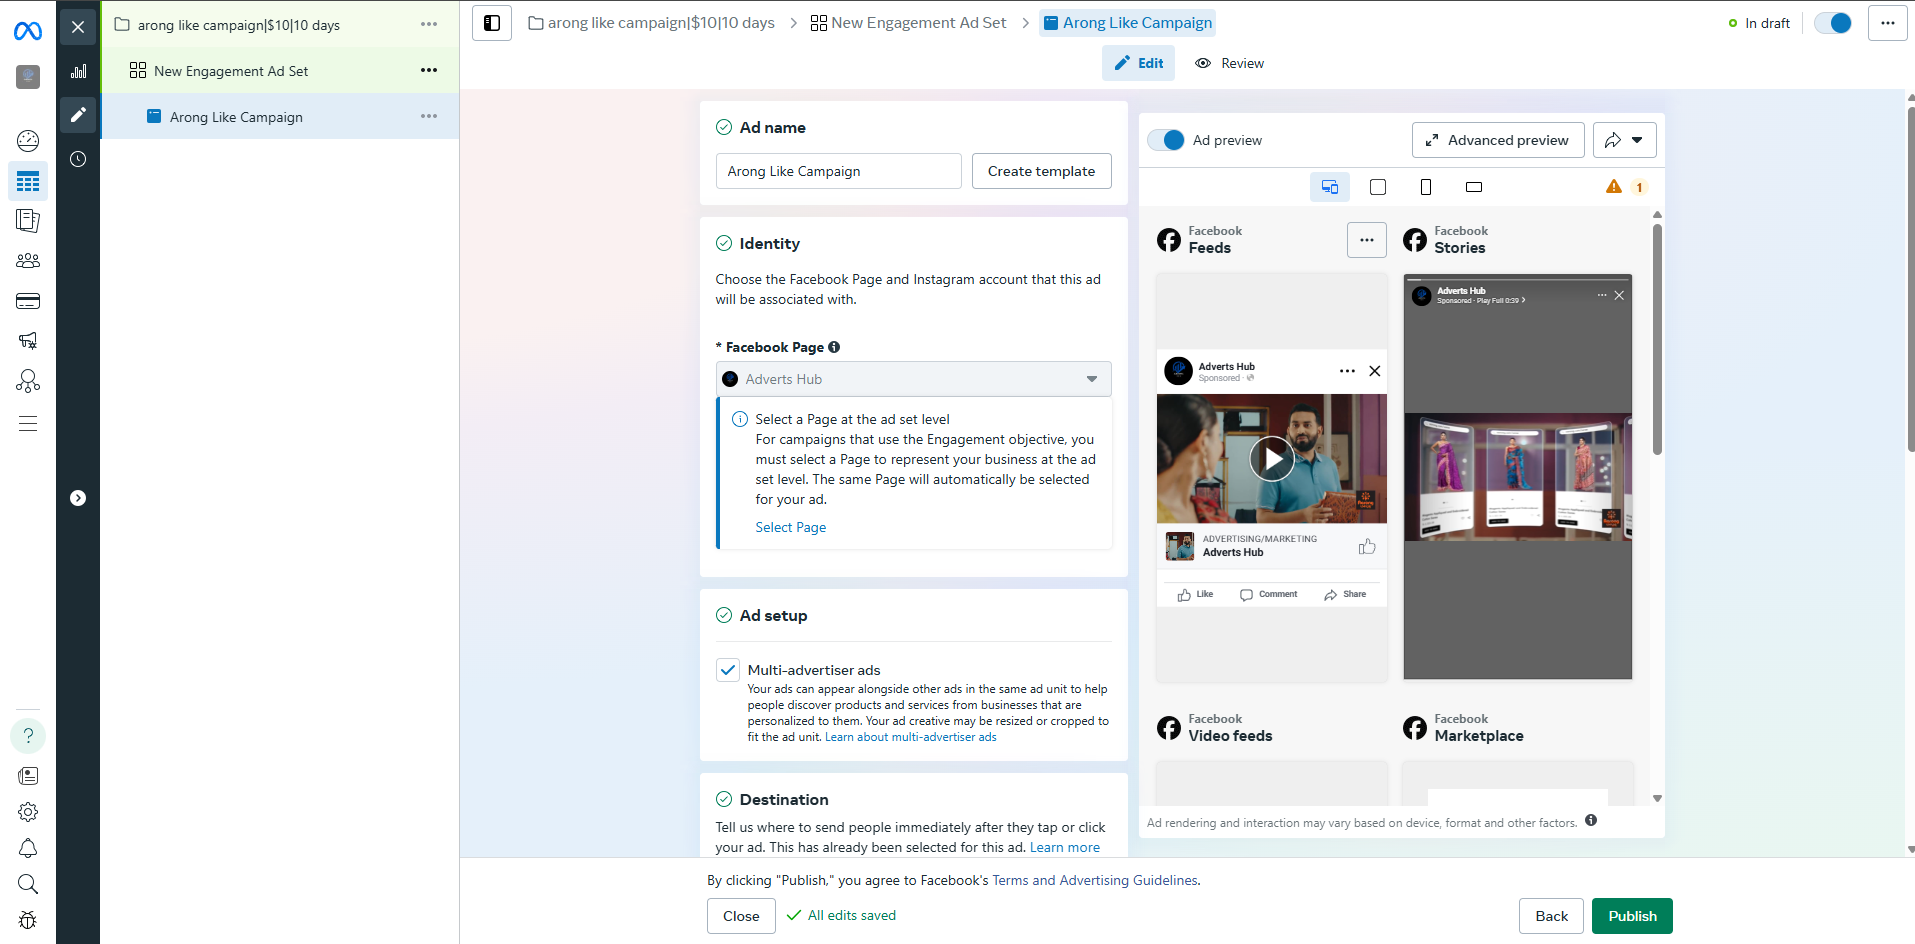 arong like campaign|$10|10 days
New Engagement Ad Set
Arong Like Campaign
arong like campaign|$10|10 days
New Engagement Ad Set
Arong Like Campaign
In draft
Edit
Review
Ad name
Arong Like Campaign
Create template
Identity
Choose the Facebook Page and Instagram account that this ad
will be associated with.
* Facebook Page
Adverts Hub
Select a Page at the ad set level
For campaigns that use the Engagement objective, you
must select a Page to represent your business at the ad
set level. The same Page will automatically be selected
for your ad.
Select Page
Ad setup
Multi-advertiser ads
Your ads can appear alongside other ads in the same ad unit to help
people discover products and services from businesses that are
personalized to them. Your ad creative may be resized or cropped to
fit the ad unit. Learn about multi-advertiser ads
Destination
Tell us where to send people immediately after they tap or click
your ad. This has already been selected for this ad. Learn more
Ad preview
Advanced preview
1
Facebook
Feeds
Facebook
Stories
Adverts Hub
Sponsored
ADVERTISING/MARKETING
Adverts Hub
Like
Comment
Share
Adverts Hub
Sponsored · Play Full 0:39
Facebook
Video feeds
Facebook
Marketplace
Ad rendering and interaction may vary based on device, format and other factors.
By clicking "Publish," you agree to Facebook's Terms and Advertising Guidelines.
Close
All edits saved
Back
Publish